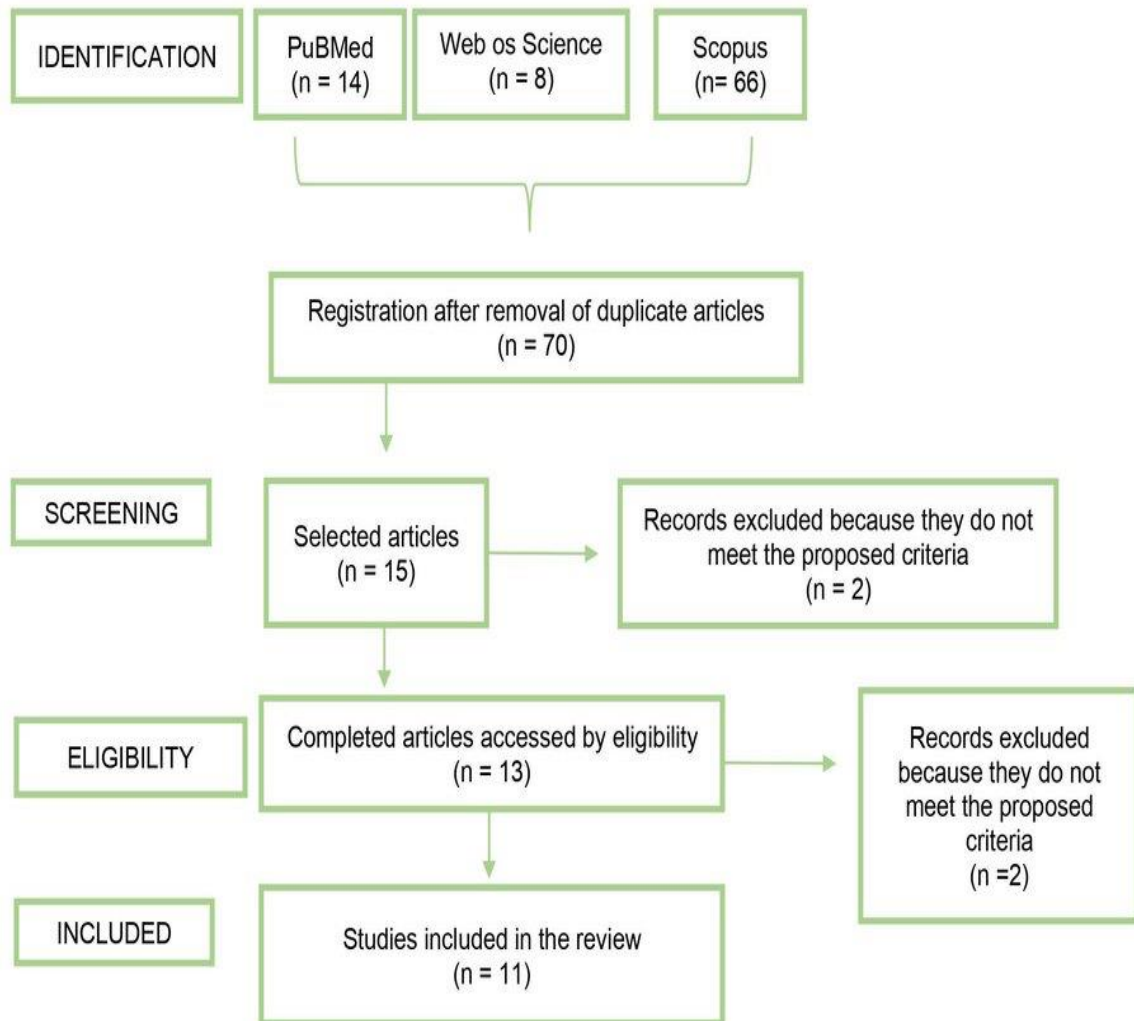 IDENTIFICATION
PuBMed
(n = 14)
Web os Science
(n = 8)
Scopus
(n= 66)
Registration after removal of duplicate articles
(n = 70)
SCREENING
Selected articles
(n = 15)
Records excluded because they do not
meet the proposed criteria
(n = 2)
ELIGIBILITY
Completed articles accessed by eligibility
(n = 13)
Records excluded
because they do not
meet the proposed
criteria
(n =2)
INCLUDED
Studies included in the review
(n = 11)